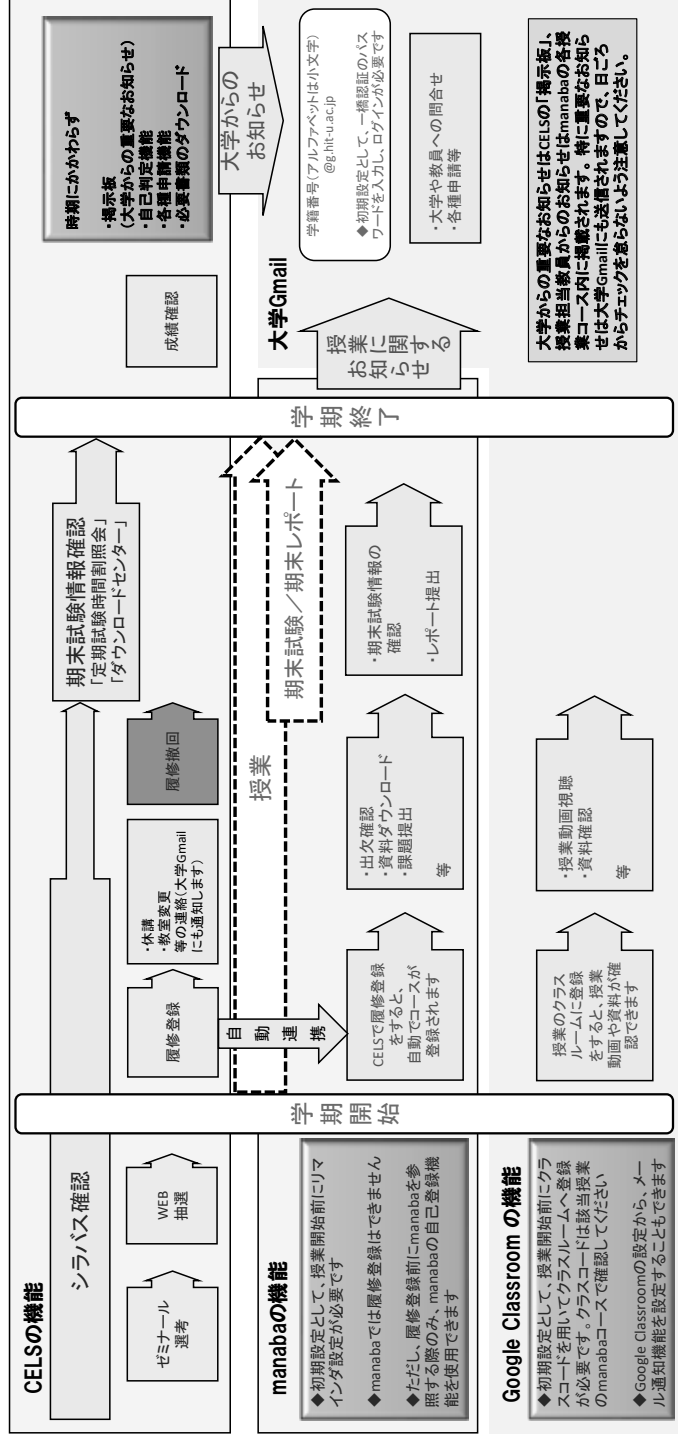 CELSの機能
シラバス確認
ゼミナール
選考
WEB
抽選
履修登録
・休講
・教室変更
等の連絡(大学Gmail
にも通知します)
履修撤回
期末試験情報確認
「定期試験時間割照会」
「ダウンロードセンター」
成績確認
時期にかかわらず
・掲示板
(大学からの重要なお知らせ)
・自己判定機能
・各種申請機能
・必要書類のダウンロード
学期開始
授業
期末試験／期末レポート
学期終了
自動連携
大学からの
お知らせ
manabaの機能
◆初期設定として、授業開始前にリマ
インダ設定が必要です
◆manabaでは履修登録はできません
◆ただし、履修登録前にmanabaを参
照する際のみ、manabaの自己登録機
能を使用できます
CELSで履修登録
をすると、
自動でコースが
登録されます
・出欠確認
・資料ダウンロード
・課題提出
等
・期末試験情報の
確認
・レポート提出
授業に関する
お知らせ
大学Gmail
学籍番号(アルファベットは小文字)
@g.hit-u.ac.jp
◆初期設定として、一橋認証のパス
ワードを入力し、ログインが必要です
・大学や教員への問合せ
・各種申請等
Google Classroom の機能
◆初期設定として、授業開始前にクラ
スコードを用いてクラスルームへ登録
が必要です。クラスコードは該当授業
のmanabaコースで確認してください
◆Google Classroomの設定から、メー
ル通知機能を設定することもできます
授業のクラス
ルームに登録
をすると、授業
動画や資料が確
認できます
・授業動画視聴
・資料確認
等
大学からの重要なお知らせはCELSの「掲示板」、
授業担当教員からのお知らせはmanabaの各授
業コース内に掲載されます。特に重要なお知ら
せは大学Gmailにも送信されますので、日ごろ
からチェックを怠らないよう注意してください。